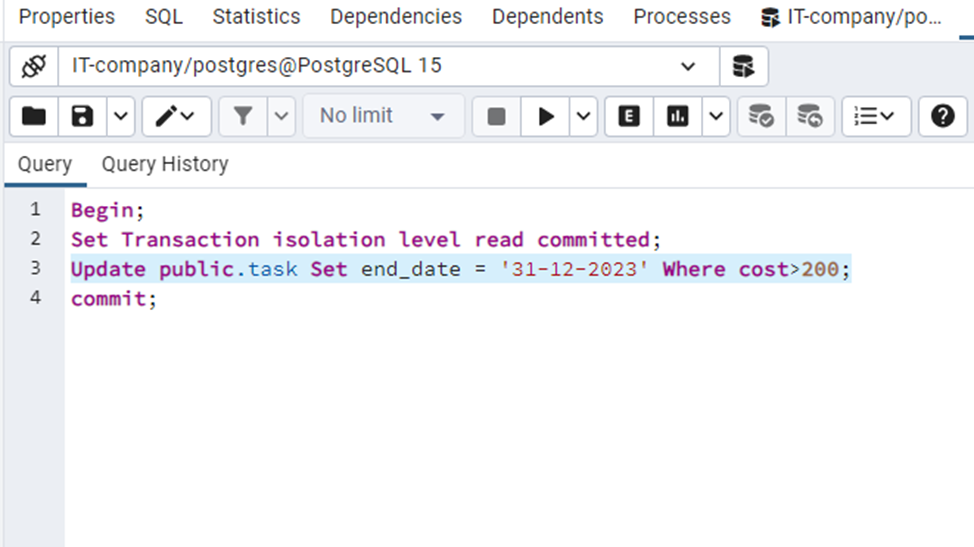 Properties SQL Statistics Dependencies Dependents Processes IT-company/po...
IT-company/postgres@PostgreSQL 15
No limit E
Query Query History
1 Begin;
2 Set Transaction isolation level read committed;
3 Update public.task Set end_date = '31-12-2023' Where cost>200;
4 commit;